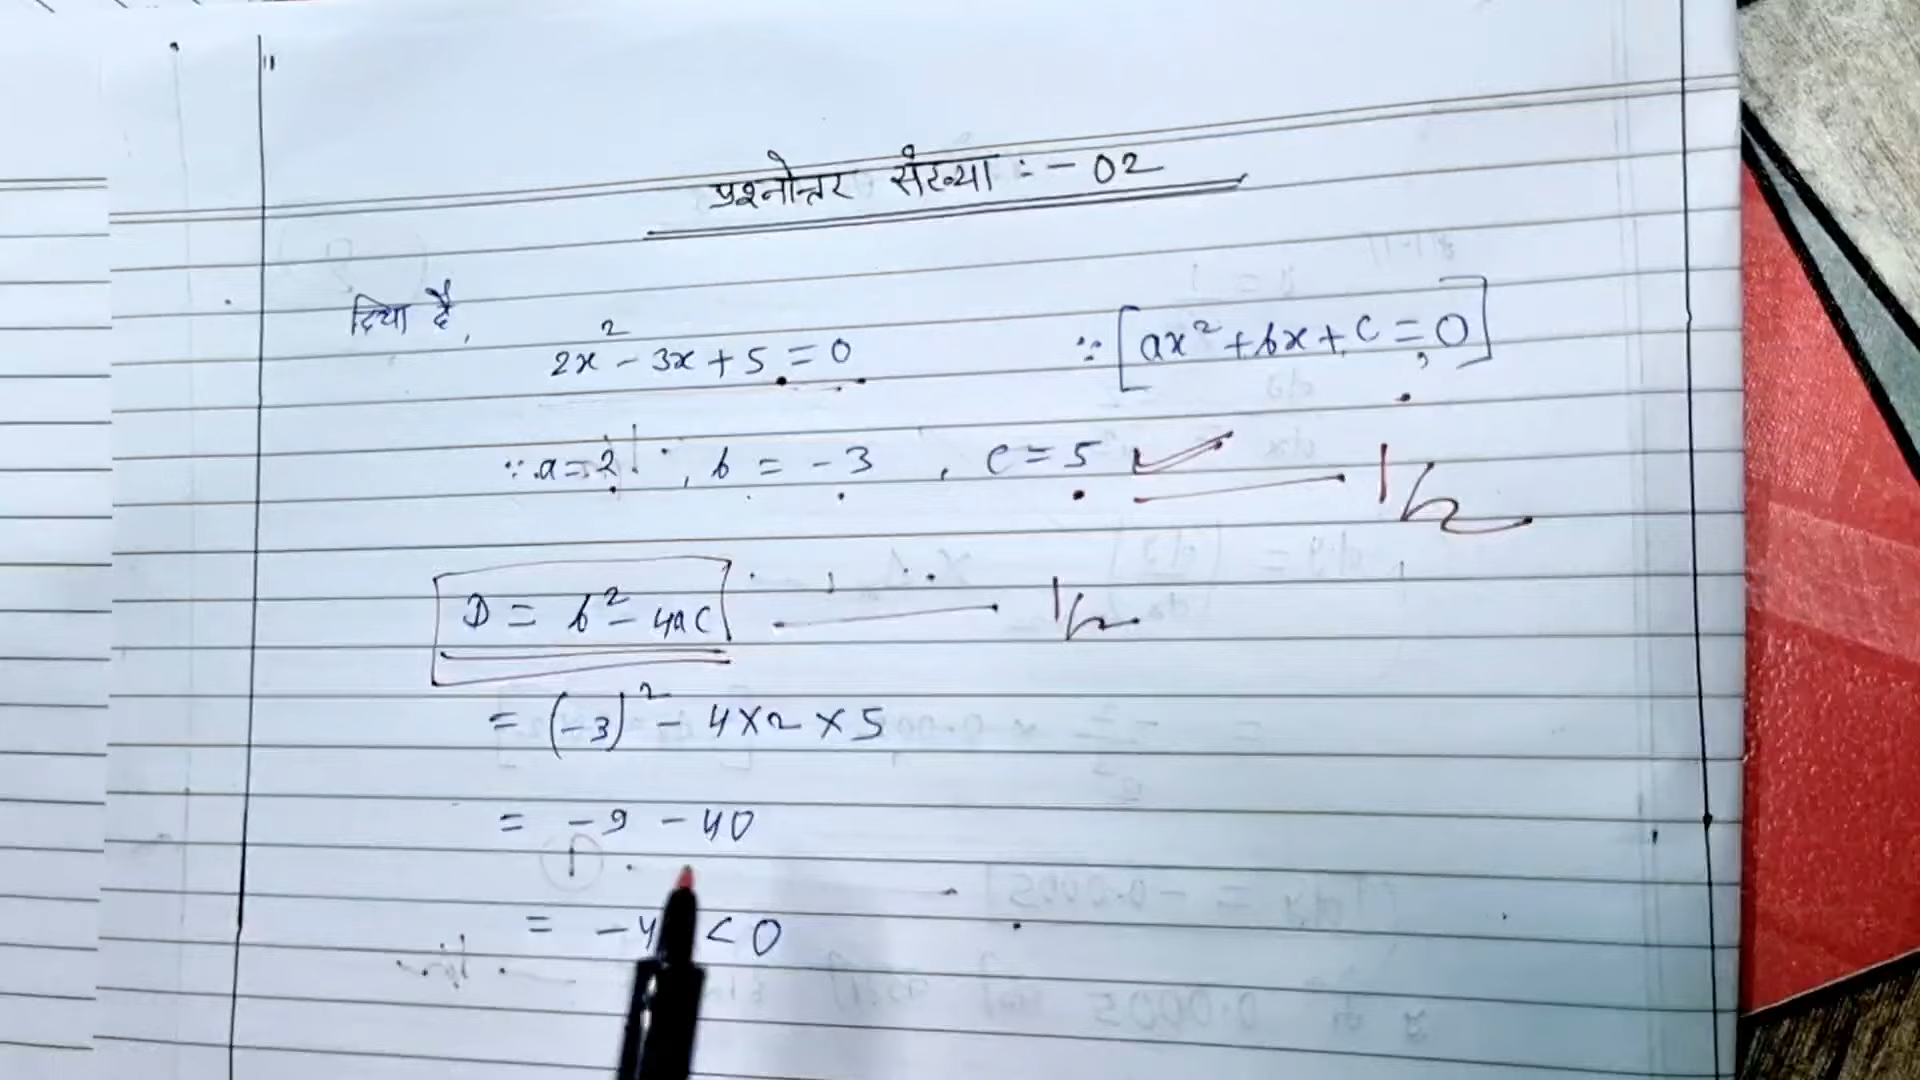 प्रश्नोत्तर संख्या :- 02
दिया है,
2x² - 3x + 5 = 0 ∵ [ax² + bx + c = 0]
∵ a = 2, b = -3, c = 5 1/2
D = b² - 4ac 1/2
= (-3)² - 4×2×5
= -9 - 40
= -4 < 0